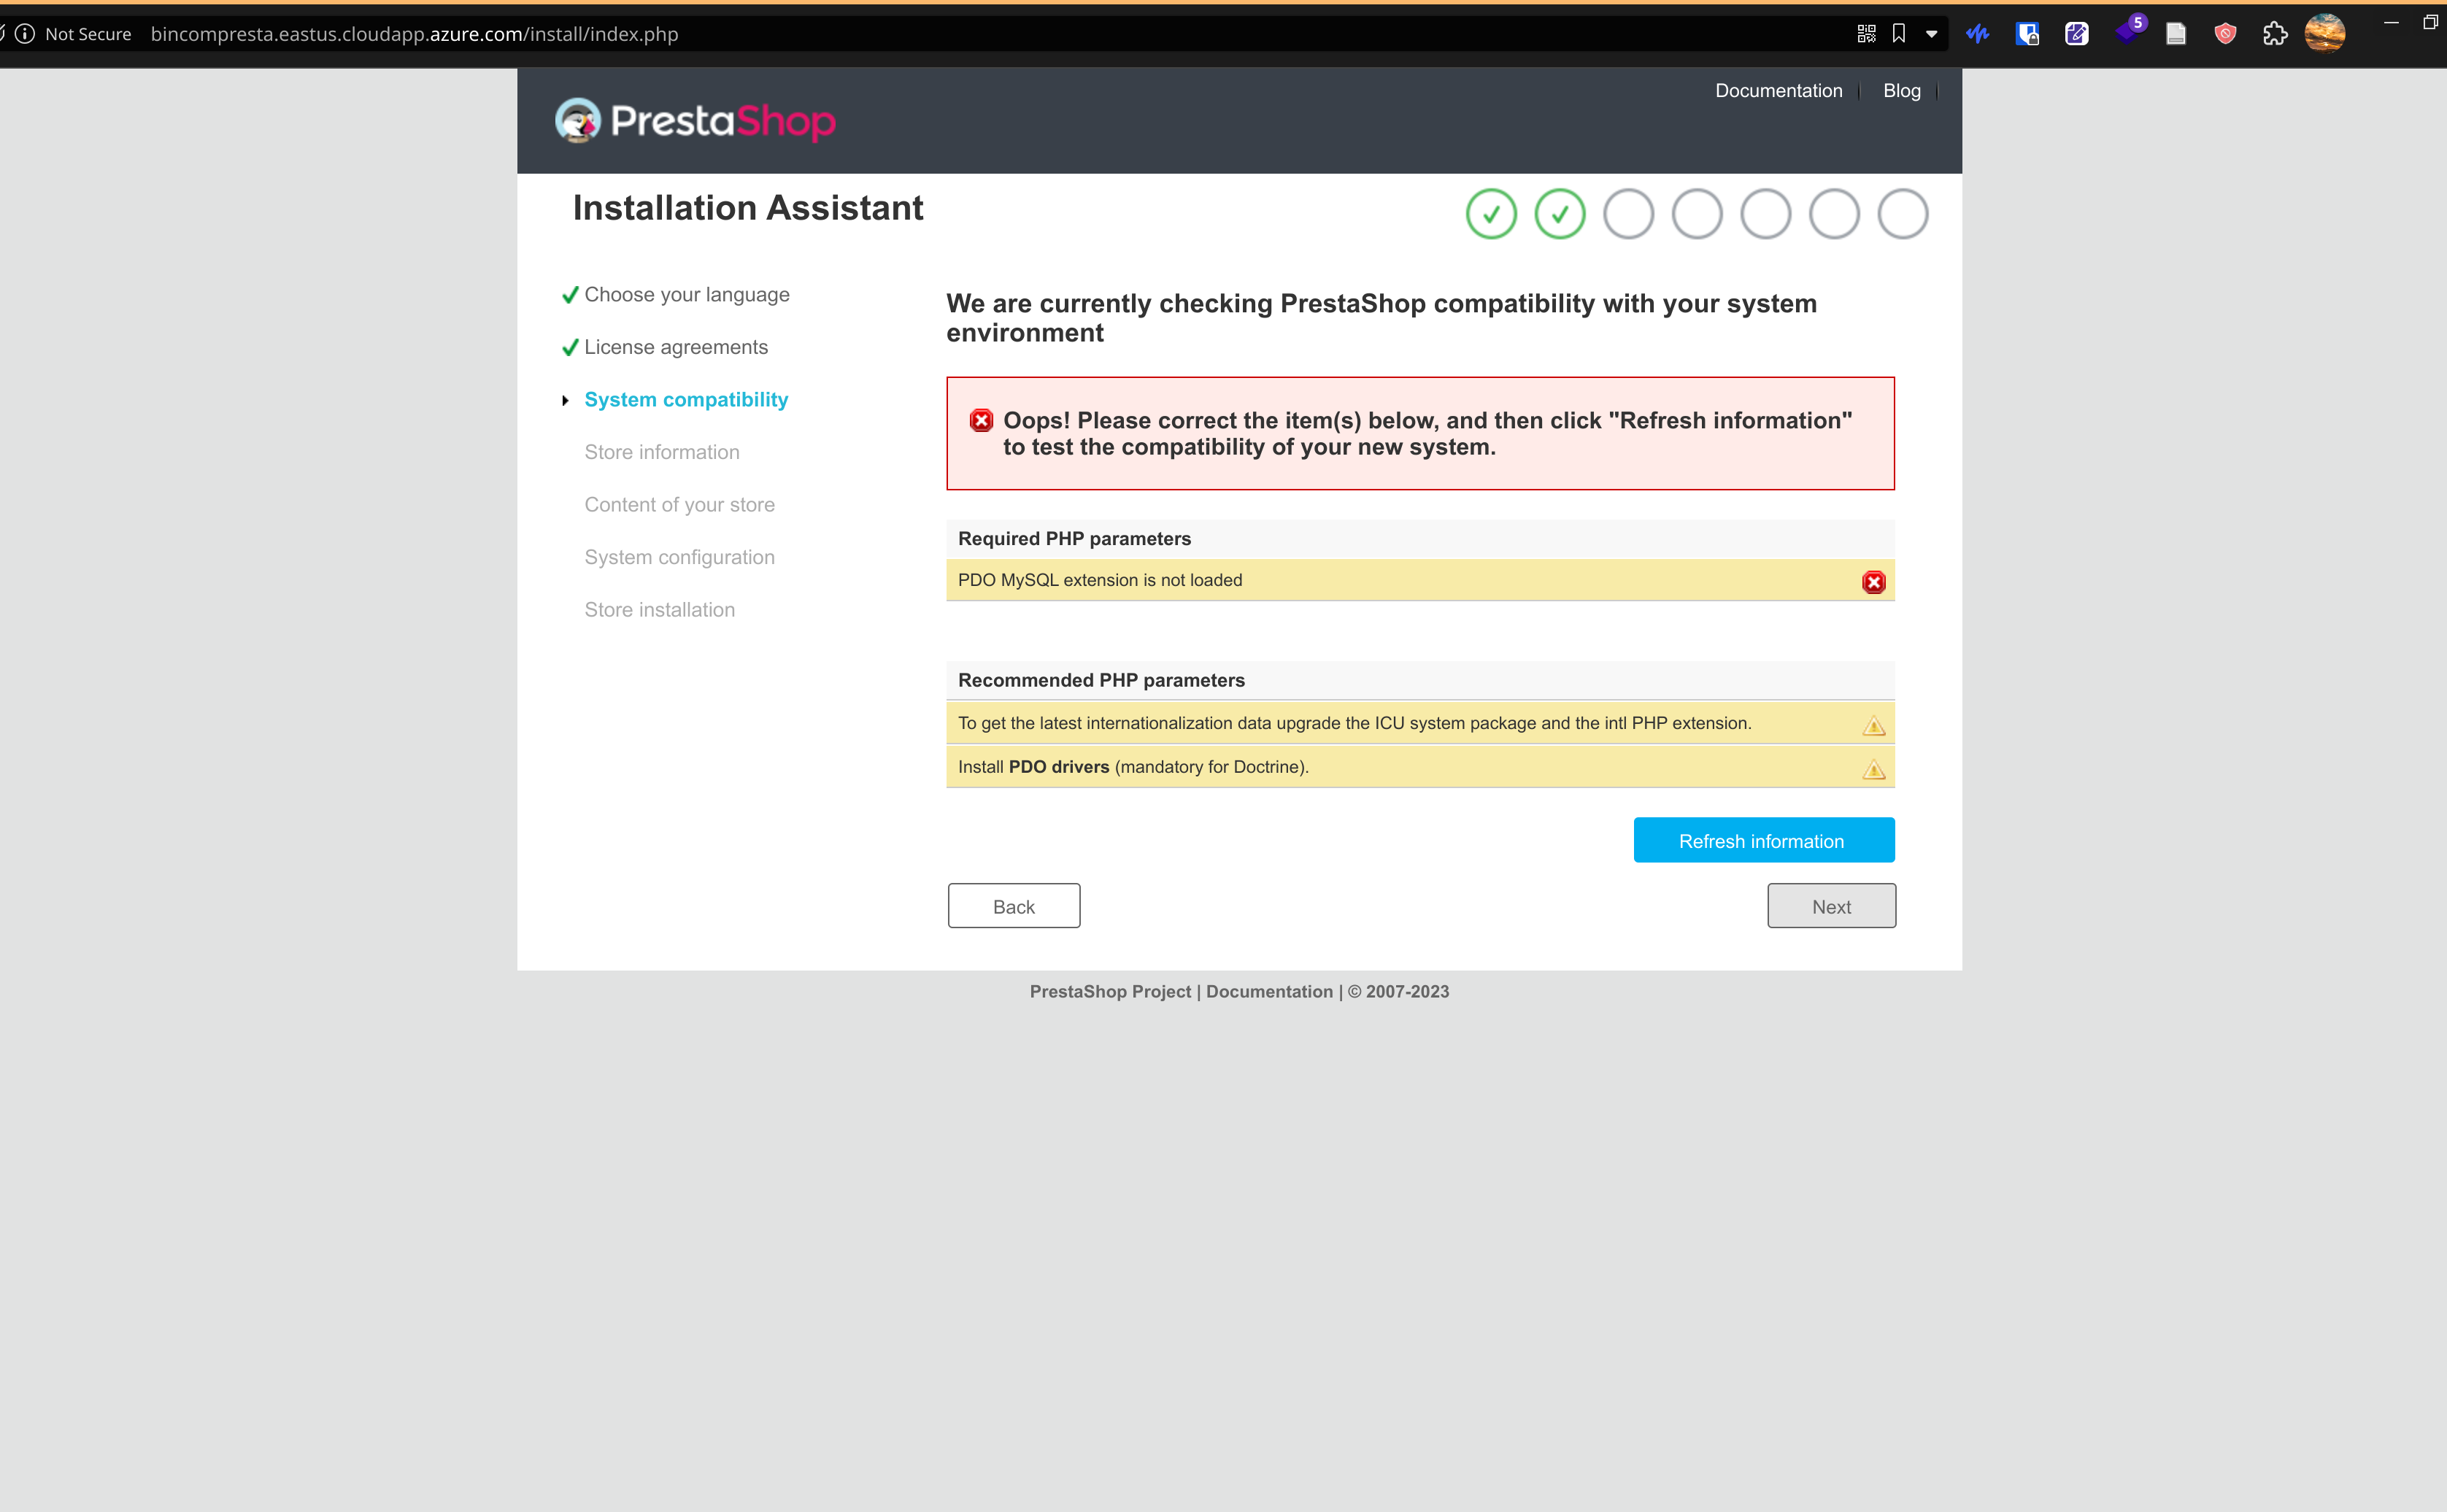 Not Secure bincompresta.eastus.cloudapp.azure.com/install/index.php
5
Documentation
Blog
PrestaShop
Installation Assistant
Choose your language
License agreements
System compatibility
Store information
Content of your store
System configuration
Store installation
We are currently checking PrestaShop compatibility with your system
environment
Oops! Please correct the item(s) below, and then click "Refresh information"
to test the compatibility of your new system.
Required PHP parameters
PDO MySQL extension is not loaded
Recommended PHP parameters
To get the latest internationalization data upgrade the ICU system package and the intl PHP extension.
Install PDO drivers (mandatory for Doctrine).
Refresh information
Back
Next
PrestaShop Project | Documentation | © 2007-2023